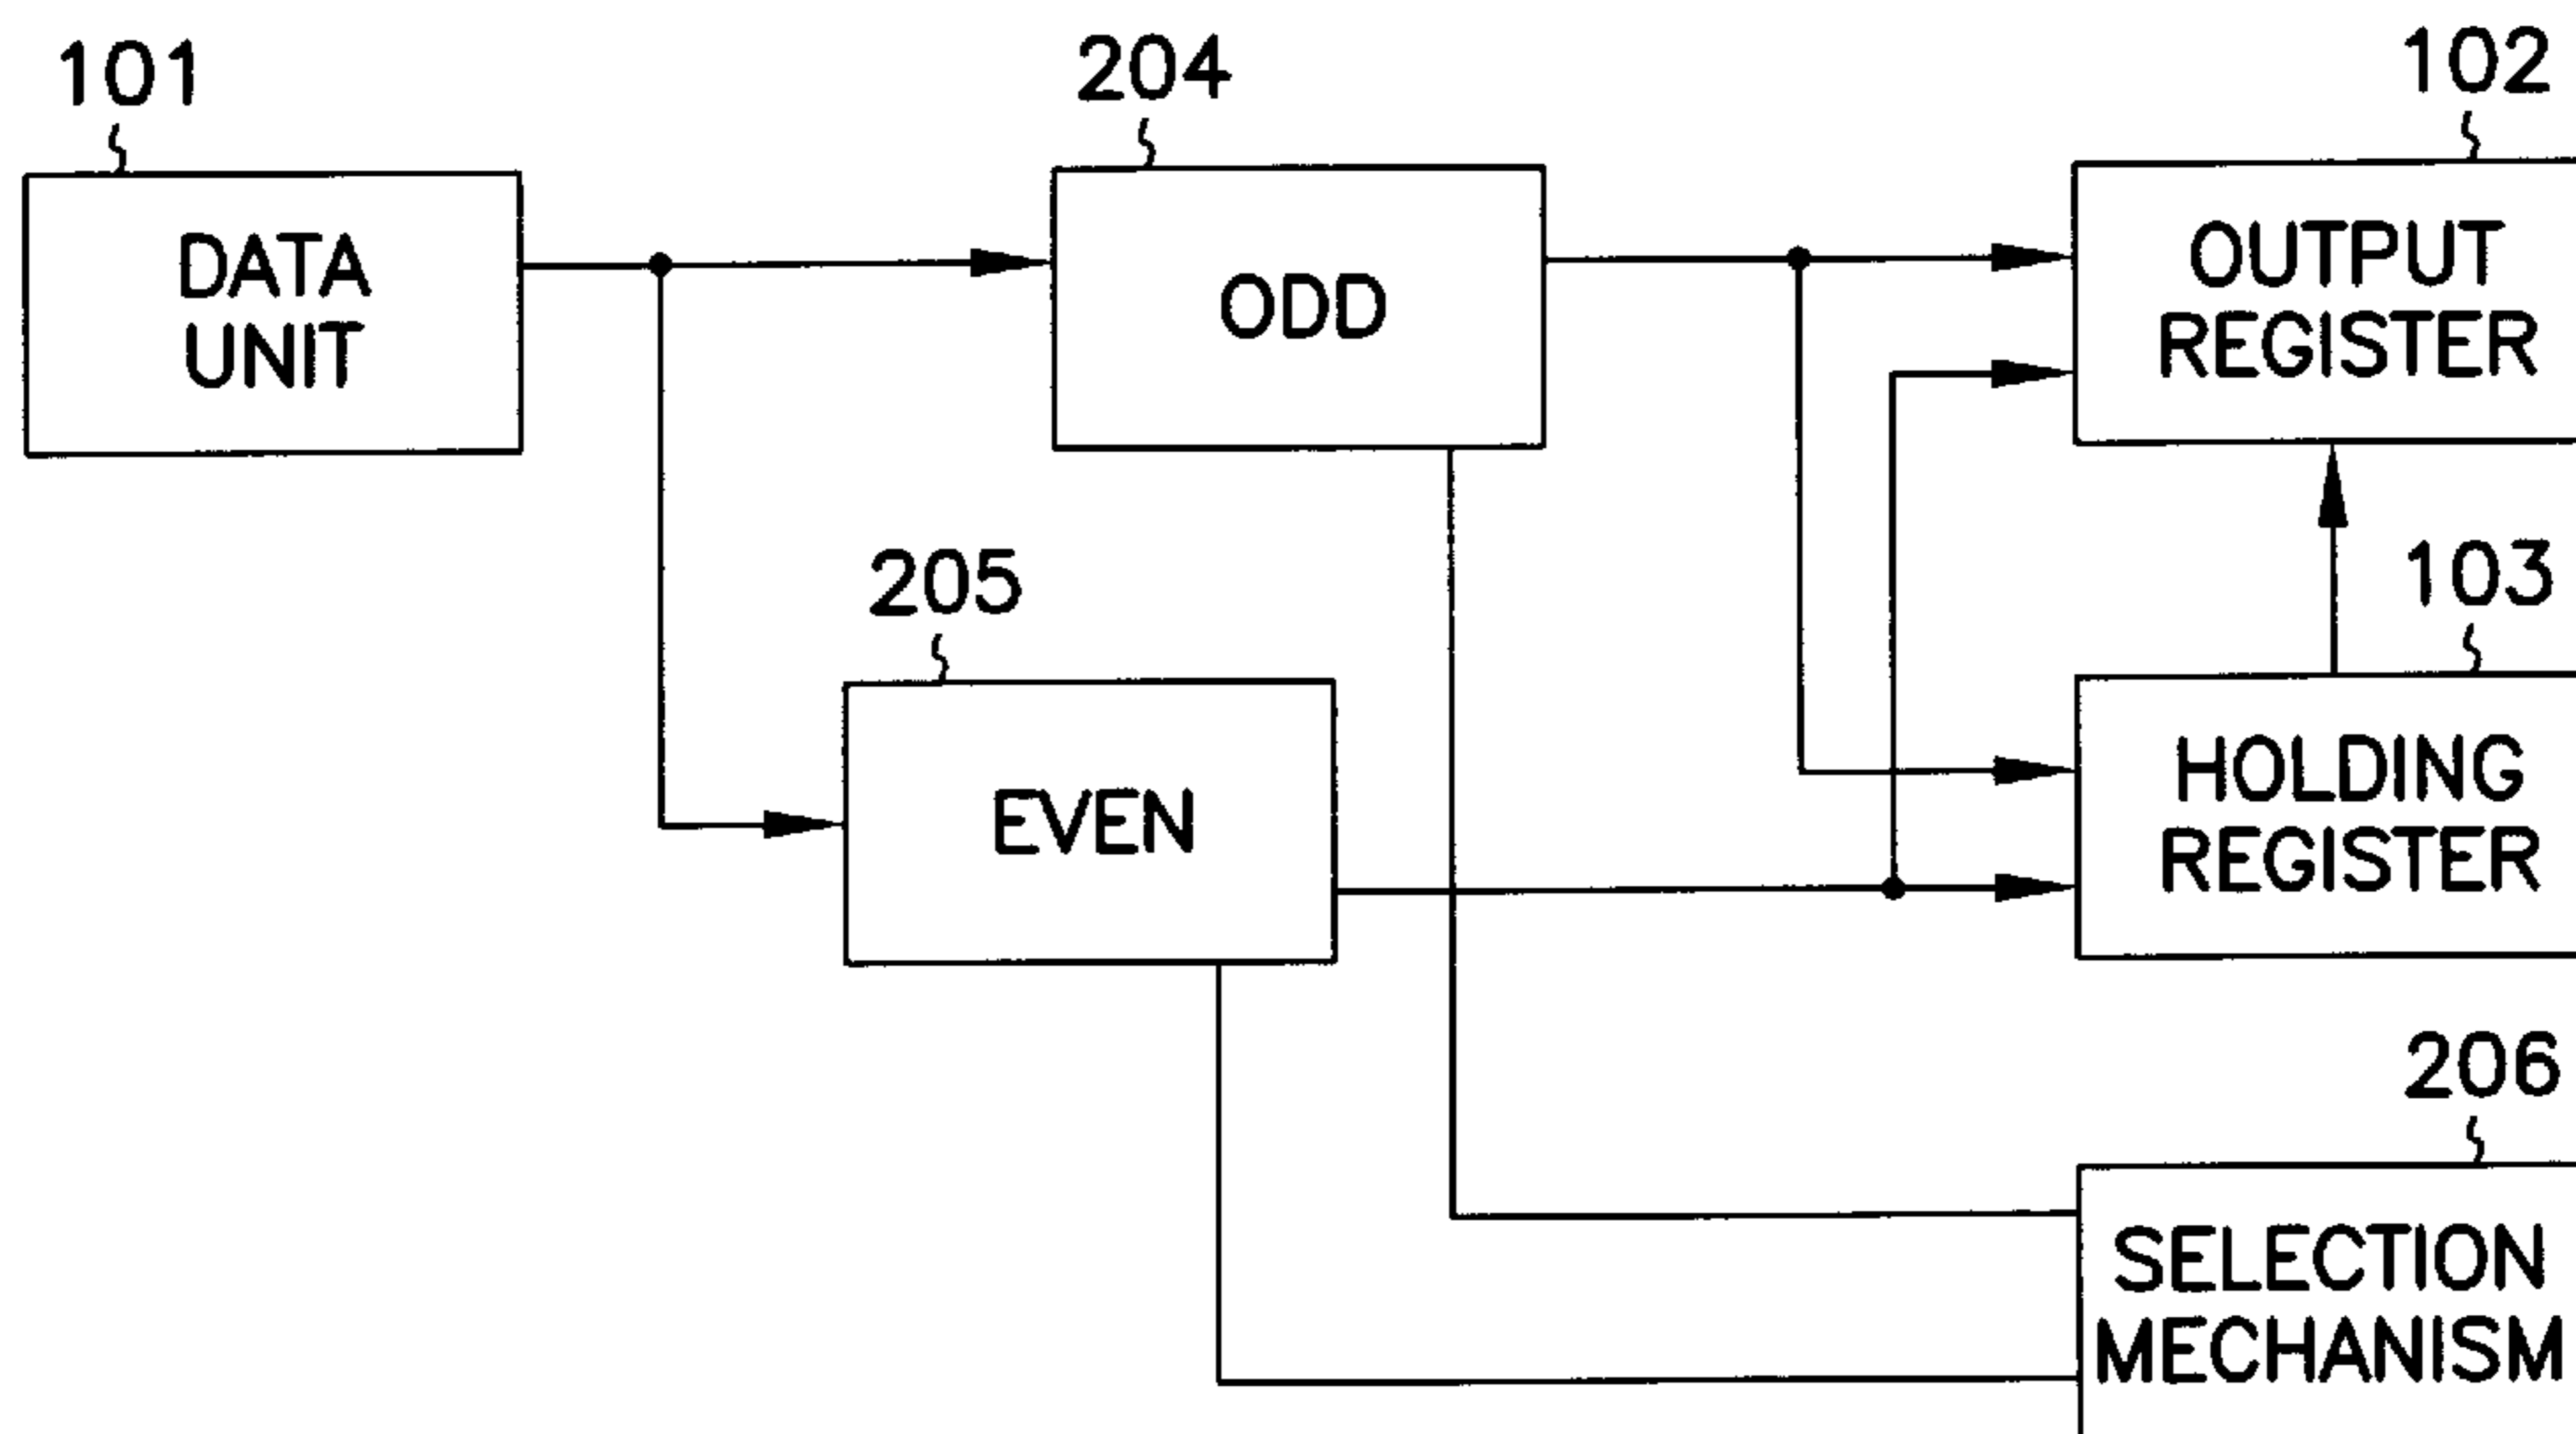 101
DATA
UNIT
204
ODD
102
OUTPUT
REGISTER
205
EVEN
103
HOLDING
REGISTER
206
SELECTION
MECHANISM